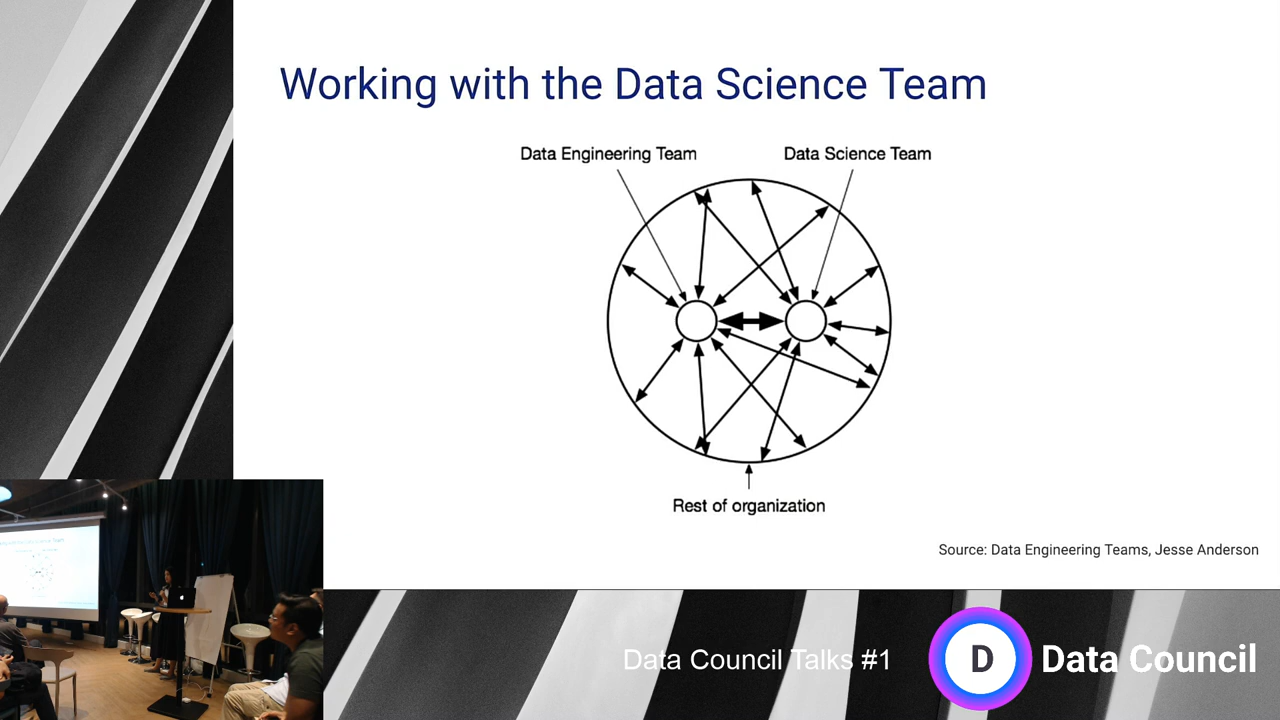 Working with the Data Science Team
Data Engineering Team
Data Science Team
Rest of organization
Source: Data Engineering Teams, Jesse Anderson
Data Council Talks #1
D
Data Council